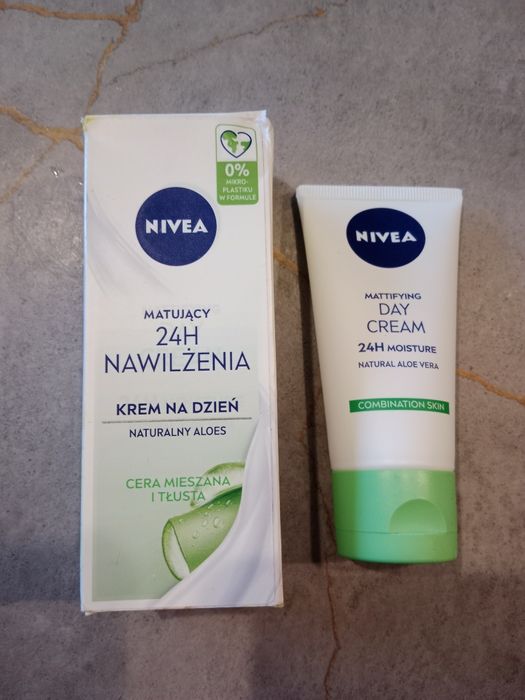 0%
MIKRO-
PLASTIKU
W FORMULE
NIVEA
MATUJĄCY
24H
NAWILŻENIA
KREM NA DZIEŃ
NATURALNY ALOES
CERA MIESZANA
I TŁUSTA
NIVEA
MATTIFYING
DAY
CREAM
24H MOISTURE
NATURAL ALOE VERA
COMBINATION SKIN